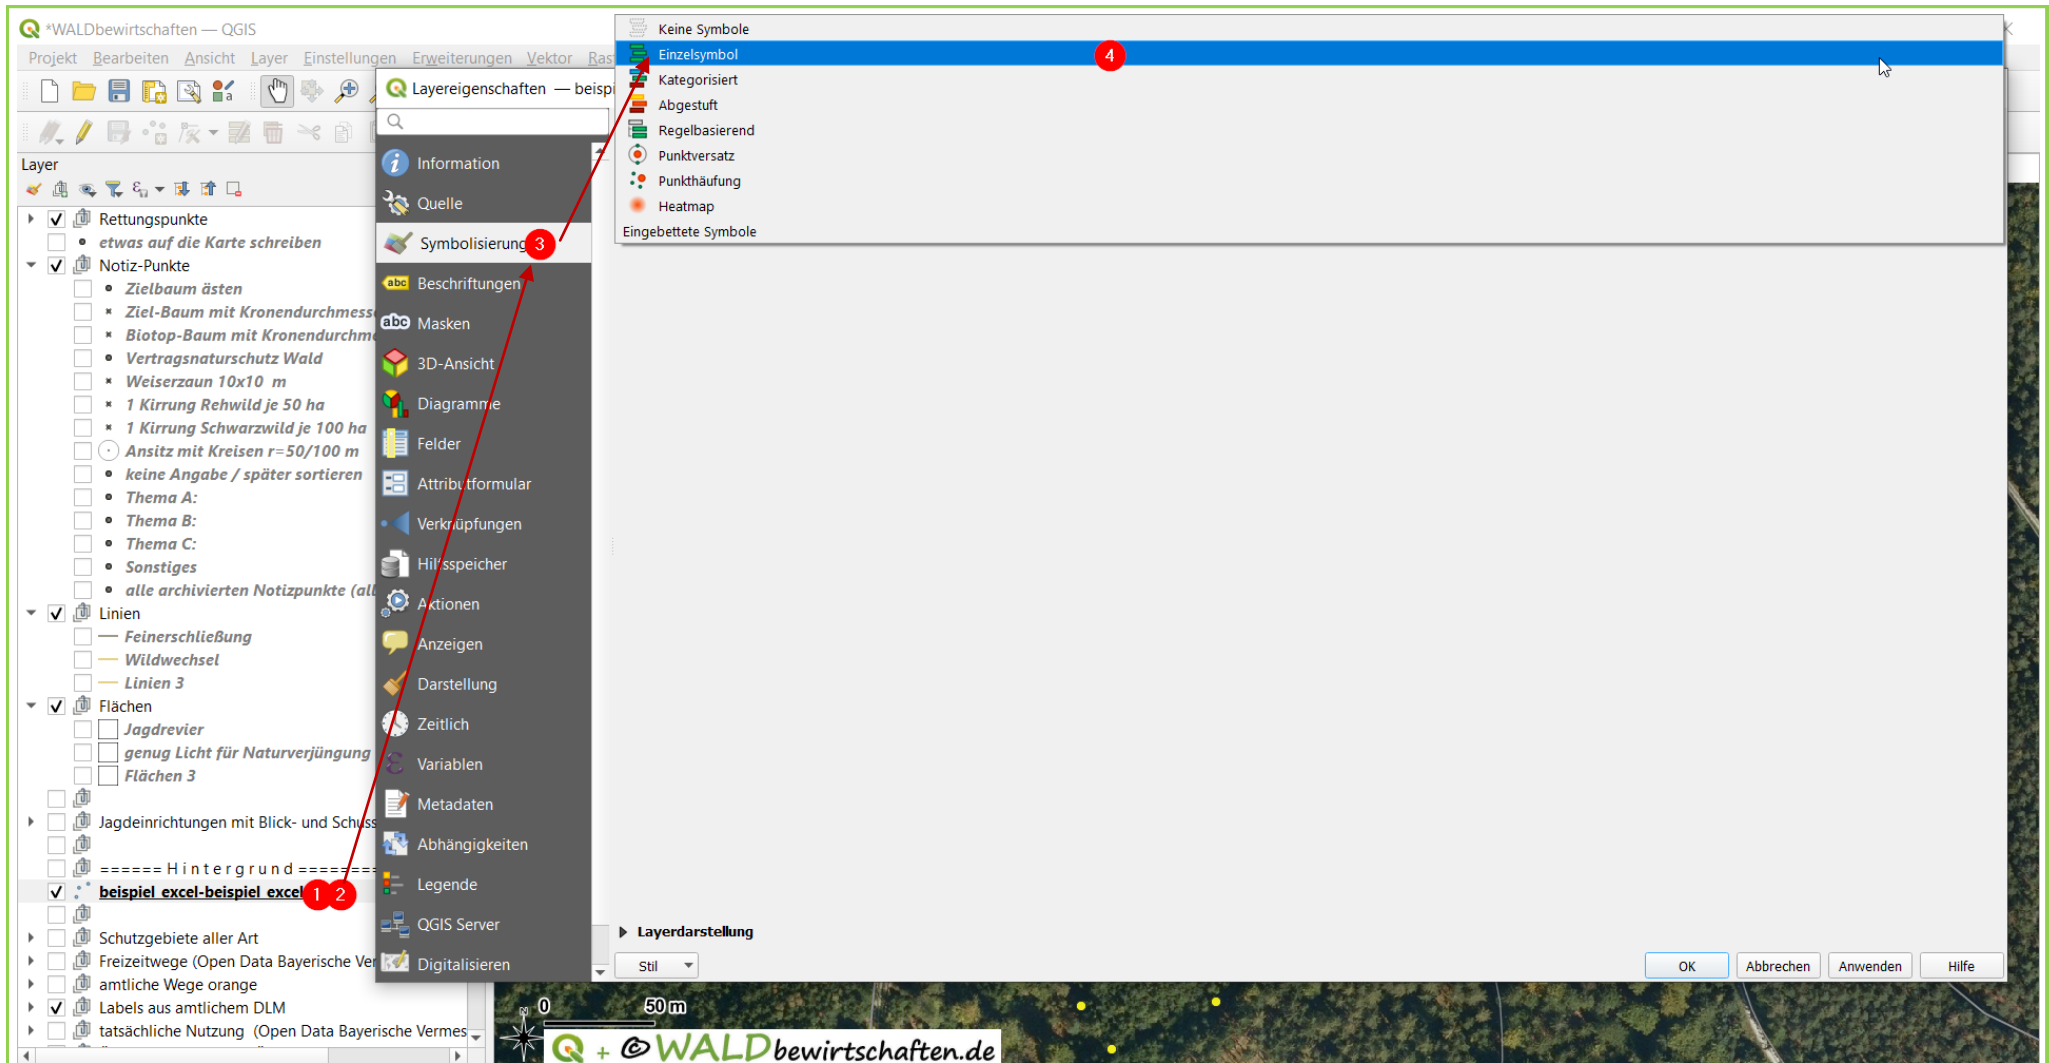 *WALDbewirtschaften — QGIS
Projekt Bearbeiten Ansicht Layer Einstellungen Erweiterungen Vektor Ras
Layereigenschaften — beispi
Layer
Rettungspunkte
etwas auf die Karte schreiben
Notiz-Punkte
Zielbaum ästen
Ziel-Baum mit Kronendurchmess
Biotop-Baum mit Kronendurchm
Vertragsnaturschutz Wald
Weiserzaun 10x10 m
1 Kirrung Rehwild je 50 ha
1 Kirrung Schwarzwild je 100 ha
Ansitz mit Kreisen r=50/100 m
keine Angabe / später sortieren
Thema A:
Thema B:
Thema C:
Sonstiges
alle archivierten Notizpunkte (all
Linien
Feinerschließung
Wildwechsel
Linien 3
Flächen
Jagdrevier
genug Licht für Naturverjüngung
Flächen 3
Jagdeinrichtungen mit Blick- und Schuss
====== H i n t e r g r u n d =========
beispiel excel-beispiel excel 1 2
Schutzgebiete aller Art
Freizeitwege (Open Data Bayerische Ver
amtliche Wege orange
Labels aus amtlichem DLM
tatsächliche Nutzung (Open Data Bayerische Vermes
Information
Quelle
Symbolisierung 3
abc Beschriftungen
abc Masken
3D-Ansicht
Diagramme
Felder
Attributformular
Verknüpfungen
Hilfsspeicher
Aktionen
Anzeigen
Darstellung
Zeitlich
Variablen
Metadaten
Abhängigkeiten
Legende
QGIS Server
Digitalisieren
Keine Symbole
Einzelsymbol 4
Kategorisiert
Abgestuft
Regelbasierend
Punktversatz
Punkthäufung
Heatmap
Eingebettete Symbole
Layerdarstellung
Stil
OK Abbrechen Anwenden Hilfe
N 0 50 m
+ © WALDbewirtschaften.de